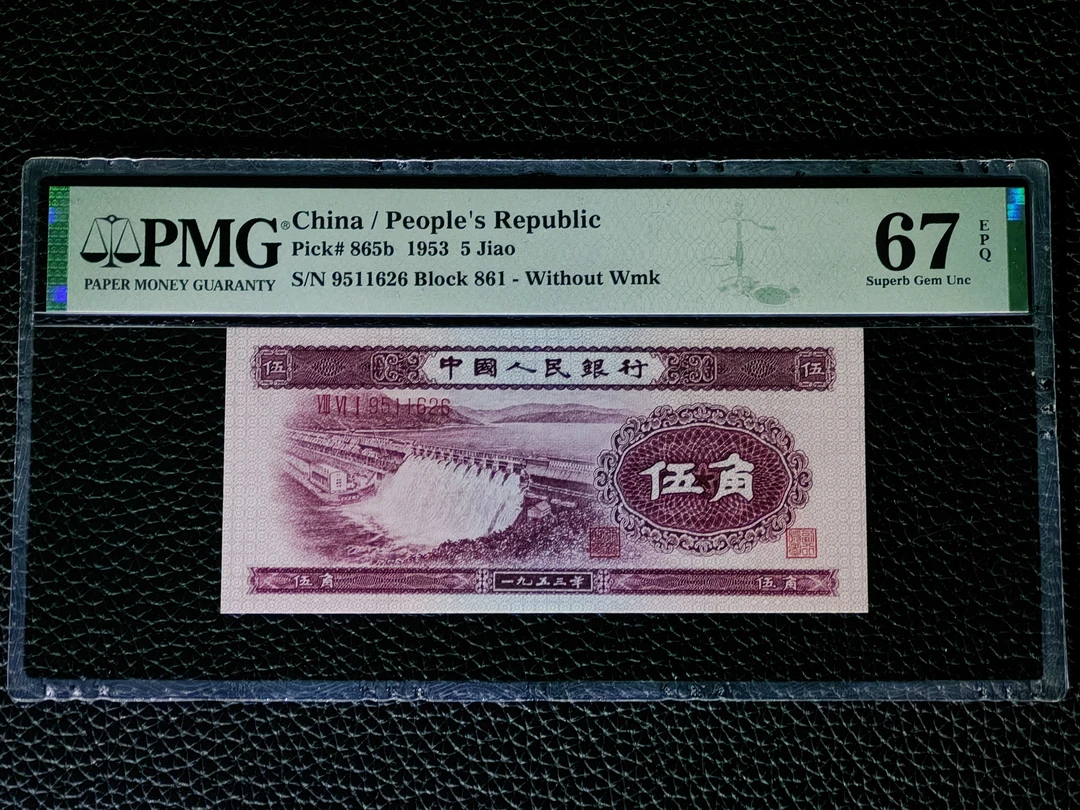 PMG® China / People's Republic
PAPER MONEY GUARANTY
Pick# 865b 1953 5 Jiao
S/N 9511626 Block 861 - Without Wmk
67 EPQ
Superb Gem Unc
伍 中國人民銀行 伍
VIII VI I 9511626
伍角
伍角 一九五三年 伍角